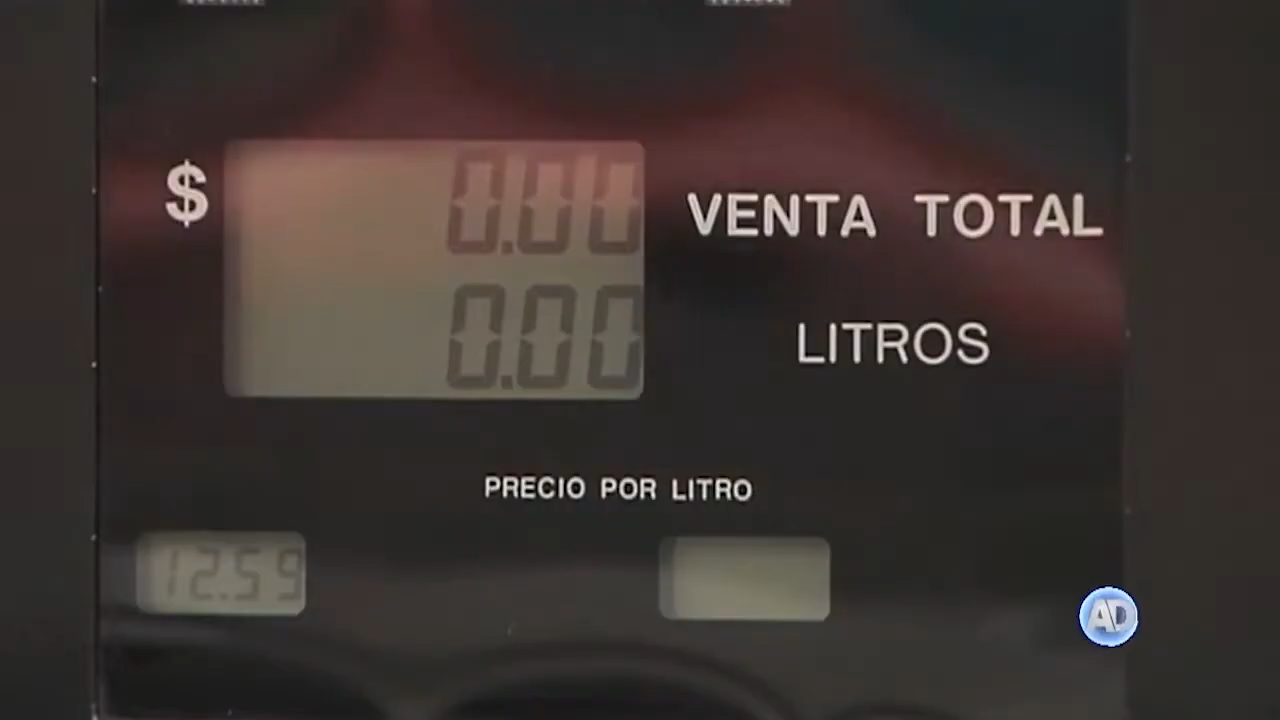 $ 0.00 VENTA TOTAL
0.00 LITROS
PRECIO POR LITRO
12.59
AD